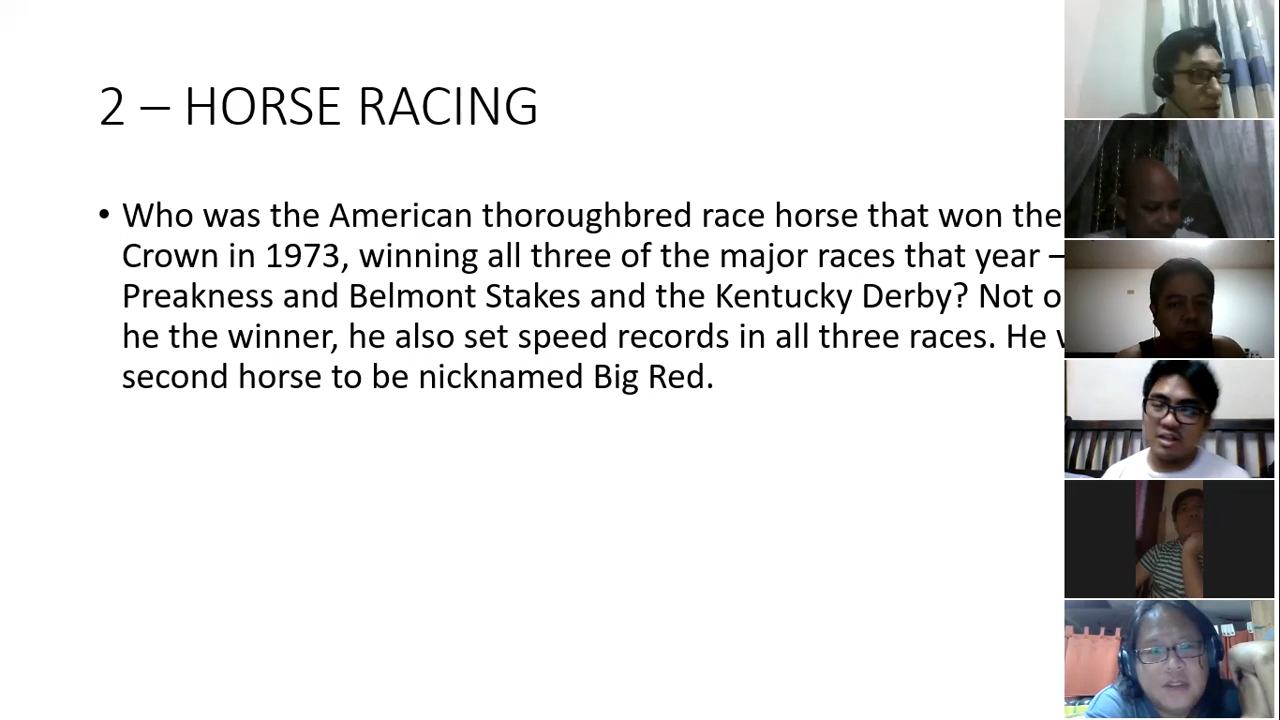 2 – HORSE RACING
• Who was the American thoroughbred race horse that won the
Crown in 1973, winning all three of the major races that year –
Preakness and Belmont Stakes and the Kentucky Derby? Not
he the winner, he also set speed records in all three races. He
second horse to be nicknamed Big Red.